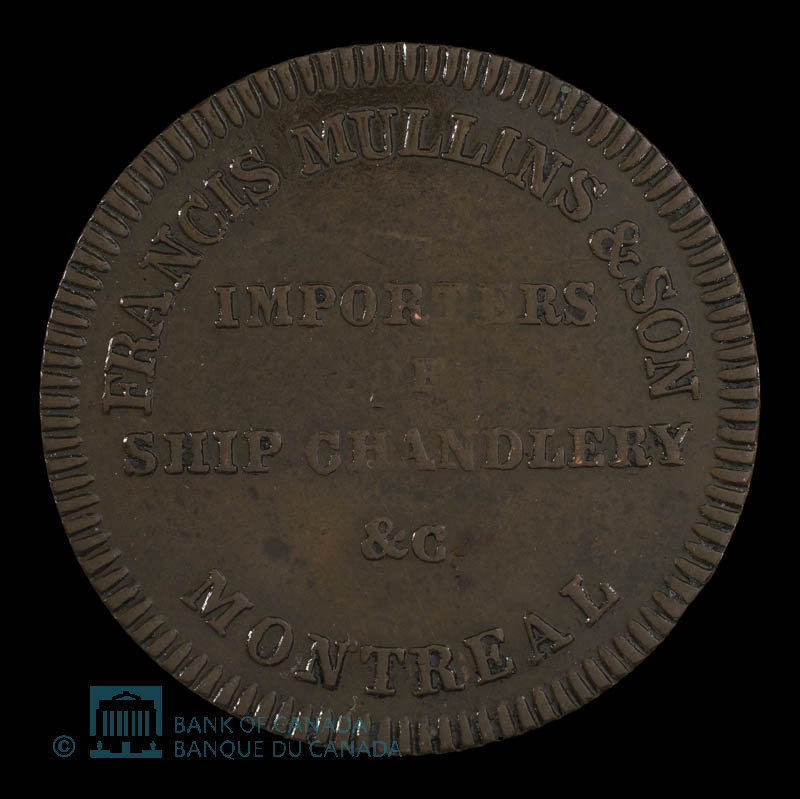 FRANCIS MULLINS & SON
IMPORTERS
OF
SHIP CHANDLERY
&C
MONTREAL
© BANK OF CANADA
BANQUE DU CANADA